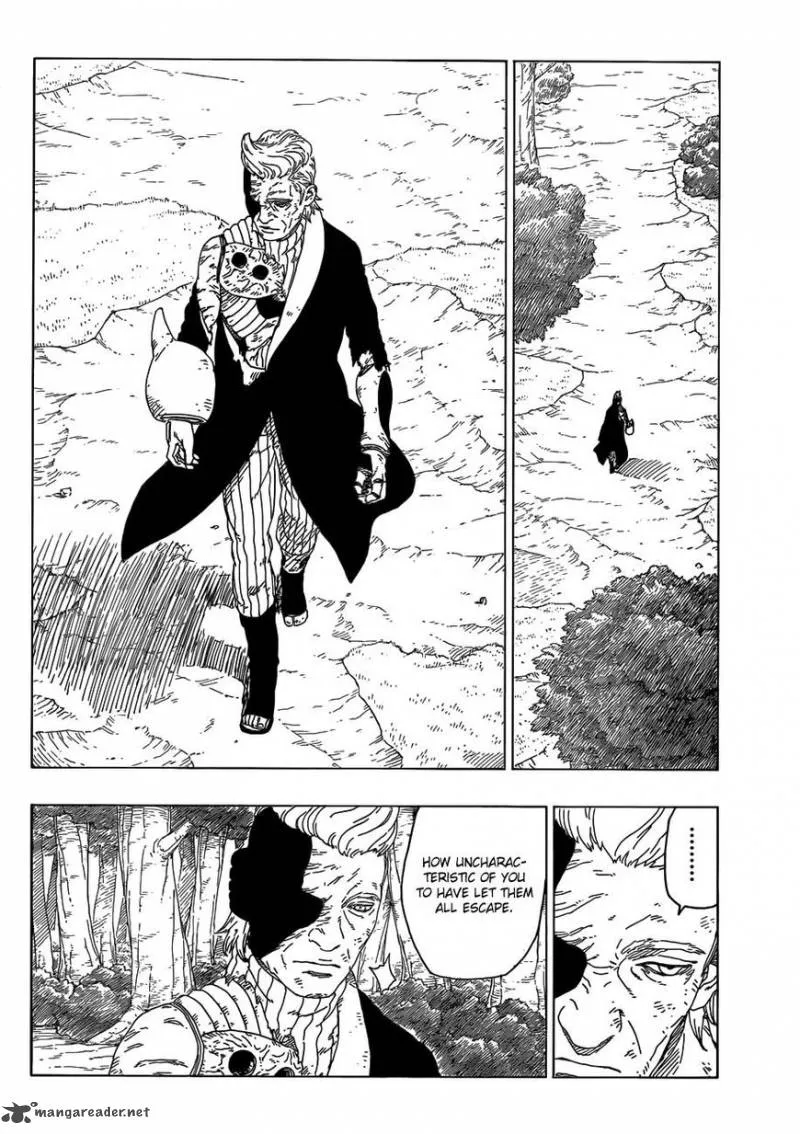 .........
HOW UNCHARAC-
TERISTIC OF YOU
TO HAVE LET THEM
ALL ESCAPE.
mangareader.net